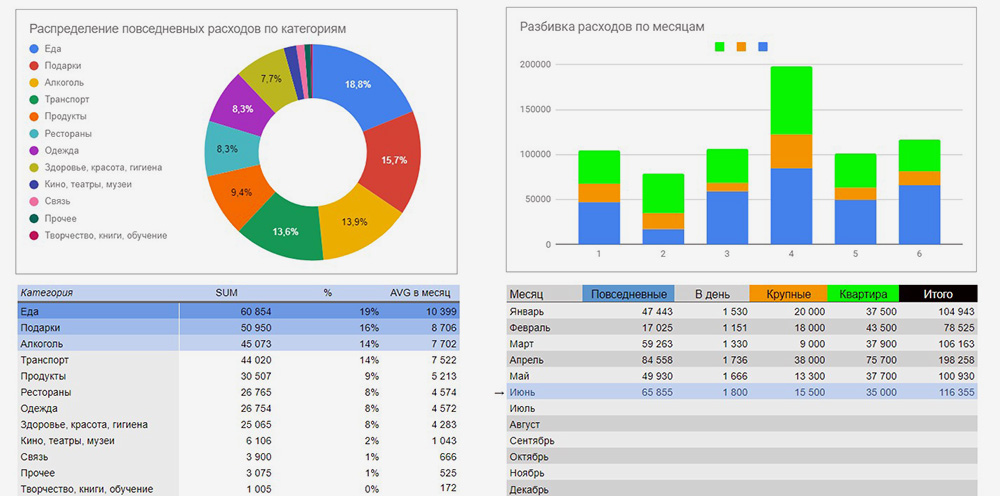 Распределение повседневных расходов по категориям
Еда
Подарки
Алкоголь
Транспорт
Продукты
Рестораны
Одежда
Здоровье, красота, гигиена
Кино, театры, музеи
Связь
Прочее
Творчество, книги, обучение
18,8%
15,7%
13,9%
13,6%
9,4%
8,3%
8,3%
7,7%
Разбивка расходов по месяцам
200000
150000
100000
50000
0
1 2 3 4 5 6
Категория SUM % AVG в месяц
Еда 60 854 19% 10 399
Подарки 50 950 16% 8 706
Алкоголь 45 073 14% 7 702
Транспорт 44 020 14% 7 522
Продукты 30 507 9% 5 213
Рестораны 26 765 8% 4 574
Одежда 26 754 8% 4 572
Здоровье, красота, гигиена 25 065 8% 4 283
Кино, театры, музеи 6 106 2% 1 043
Связь 3 900 1% 666
Прочее 3 075 1% 525
Творчество, книги, обучение 1 005 0% 172
Месяц Повседневные В день Крупные Квартира Итого
Январь 47 443 1 530 20 000 37 500 104 943
Февраль 17 025 1 151 18 000 43 500 78 525
Март 59 263 1 330 9 000 37 900 106 163
Апрель 84 558 1 736 38 000 75 700 198 258
Май 49 930 1 666 13 300 37 700 100 930
→ Июнь 65 855 1 800 15 500 35 000 116 355
Июль
Август
Сентябрь
Октябрь
Ноябрь
Декабрь